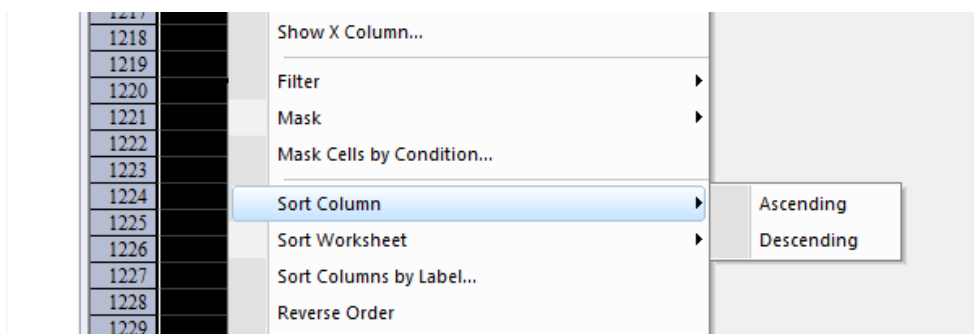 1217
1218
1219
1220
1221
1222
1223
1224
1225
1226
1227
1228
1229
Show X Column...
Filter
Mask
Mask Cells by Condition...
Sort Column
Sort Worksheet
Sort Columns by Label...
Reverse Order
Ascending
Descending